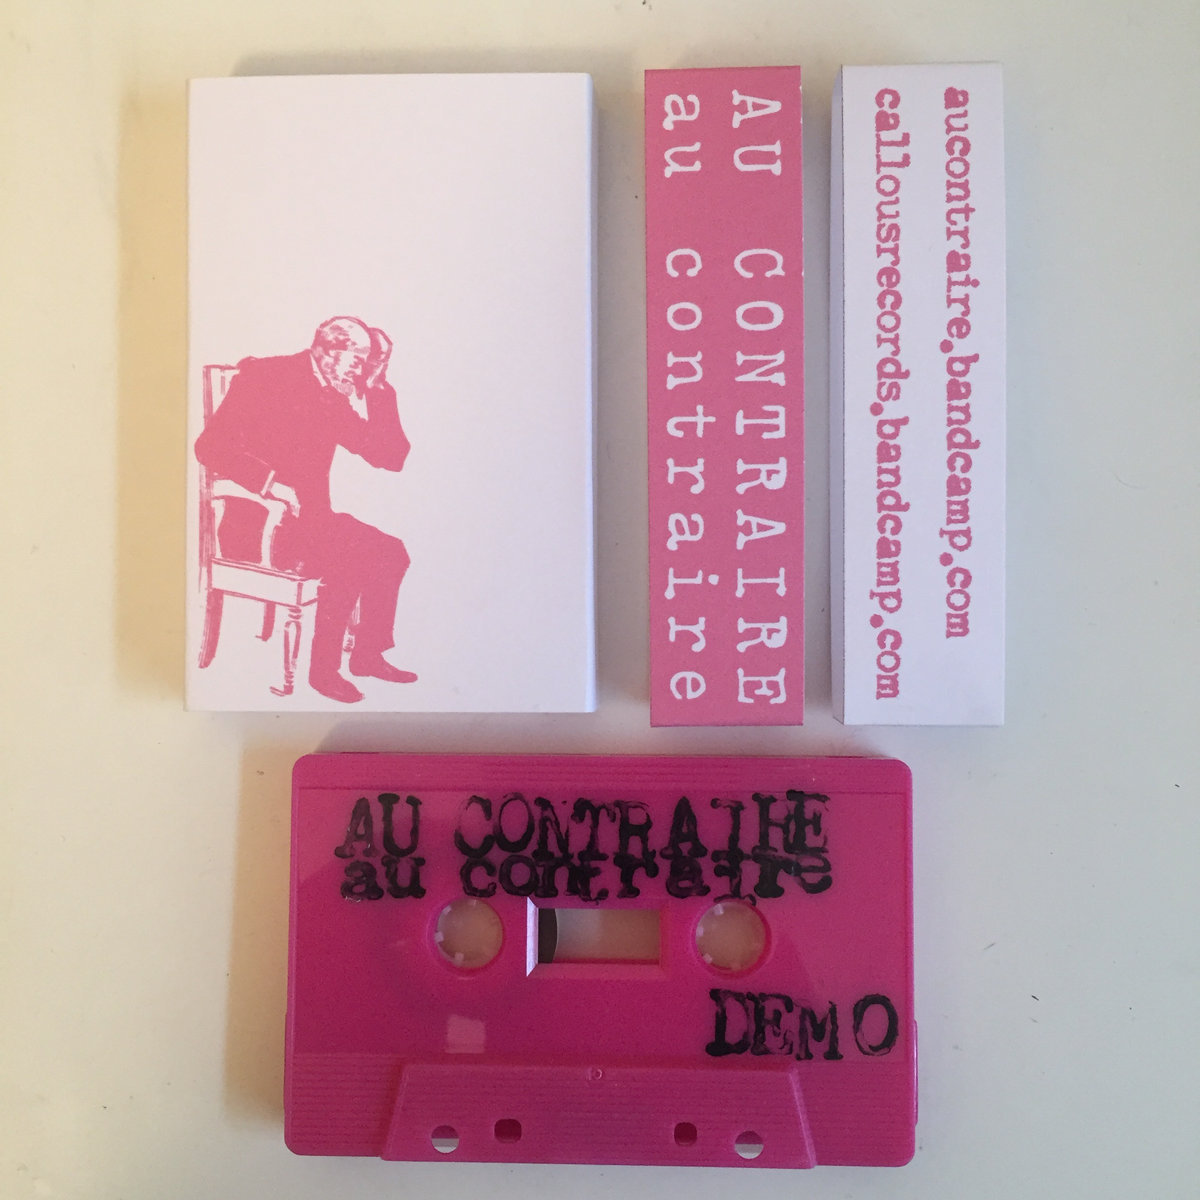 AU CONTRAIRE
au contraire
aucontraire.bandcamp.com
callousrecords.bandcamp.com
AU CONTRAIRE
au contraire
DEMO